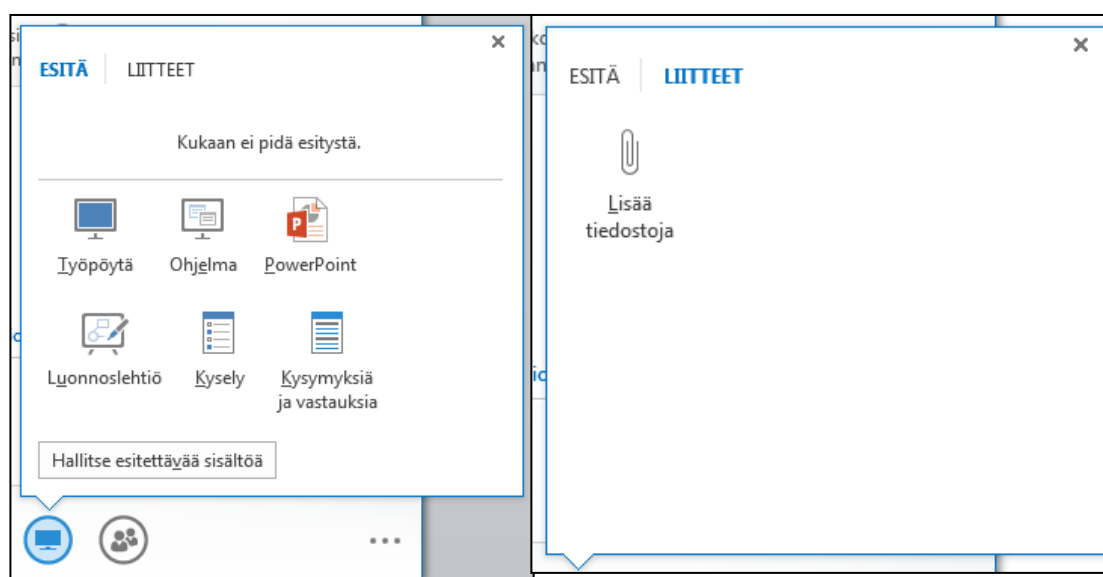 ESITÄ LIITTEET
Kukaan ei pidä esitystä.
Työpöytä Ohjelma PowerPoint
Luonnoslehtiö Kysely Kysymyksiä
ja vastauksia
Hallitse esitettävää sisältöä
ESITÄ LIITTEET
Lisää
tiedostoja